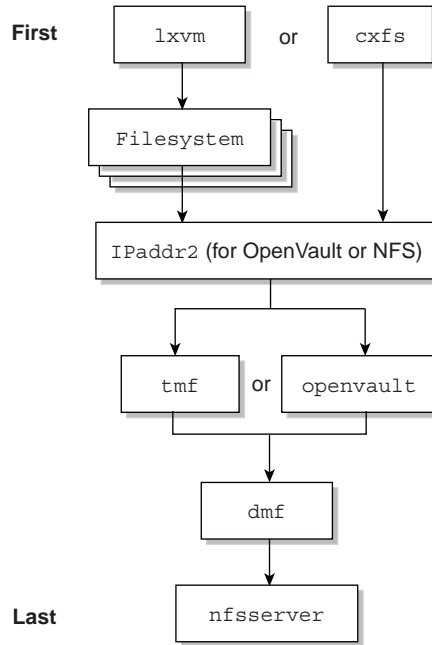 First
lxvm
or
cxfs
Filesystem
IPaddr2 (for OpenVault or NFS)
tmf
or
openvault
dmf
nfsserver
Last